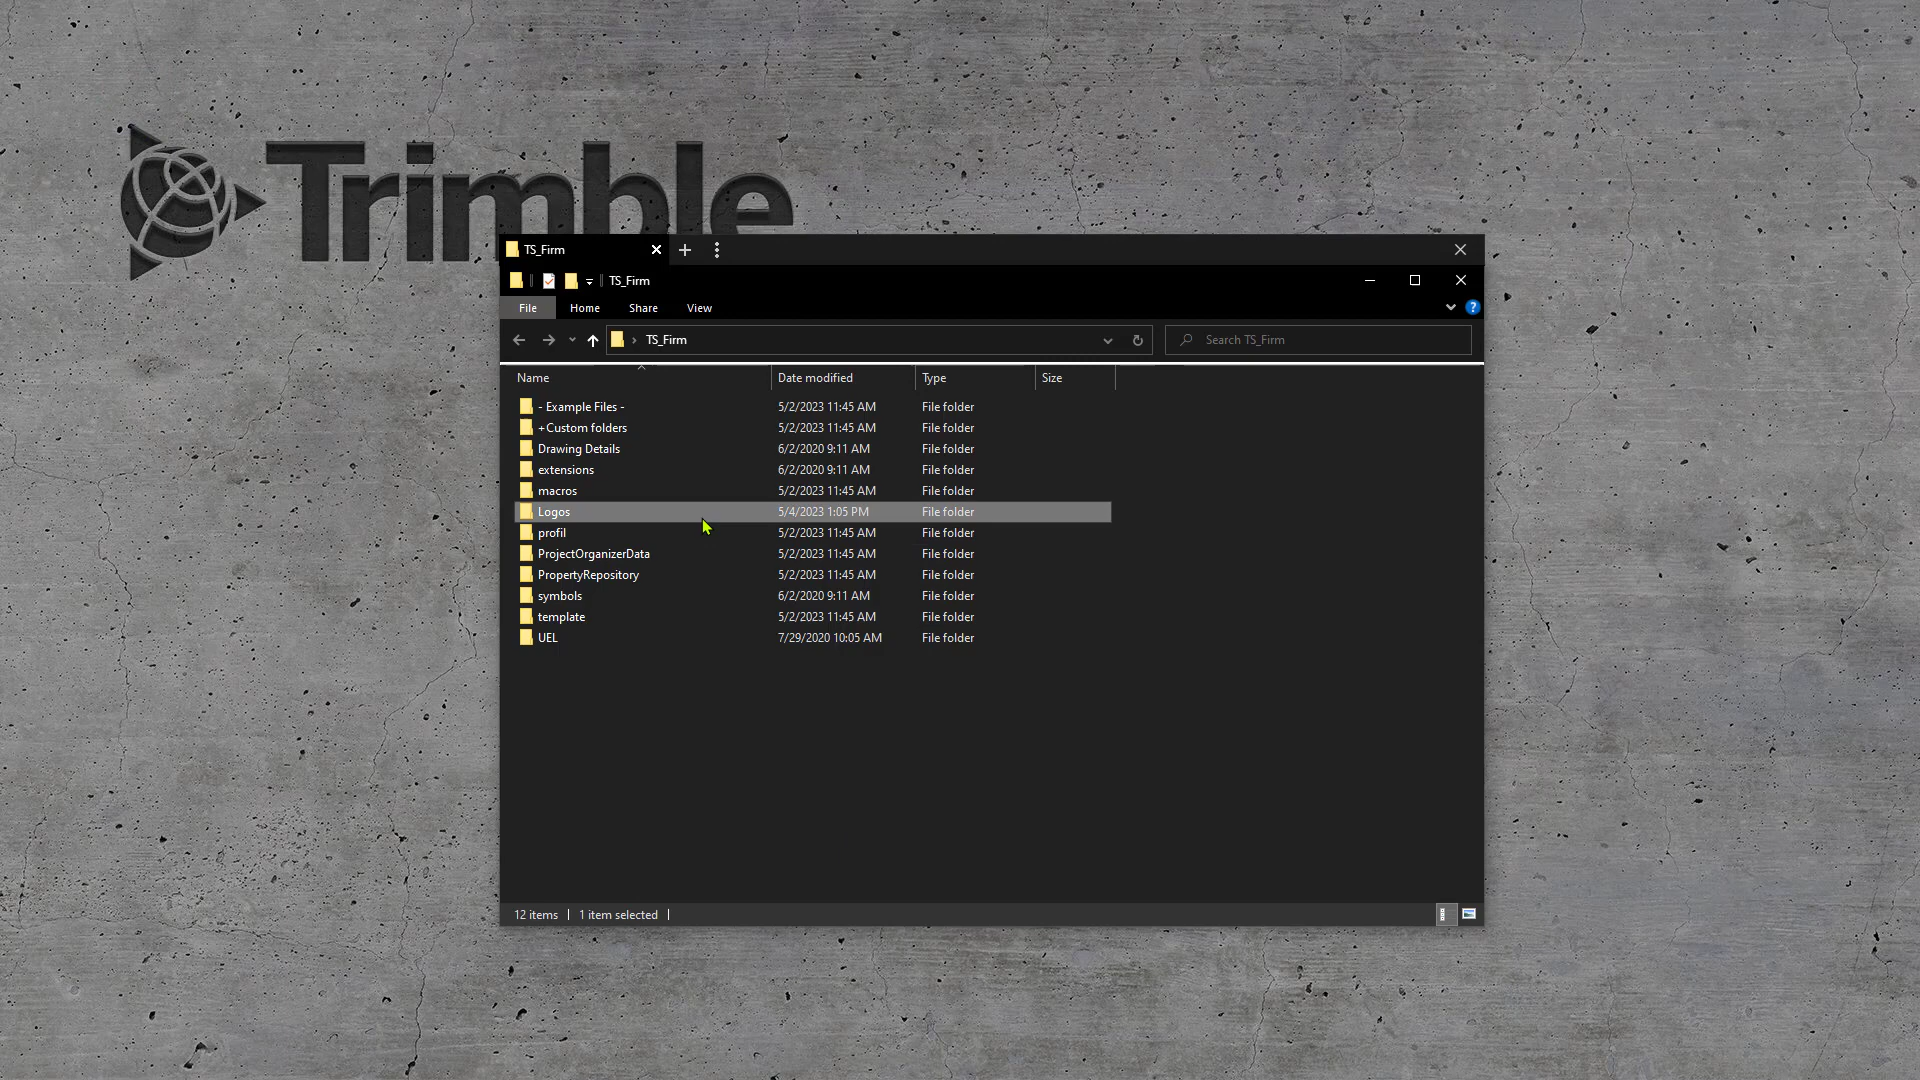 Trimble
TS_Firm
TS_Firm
File Home Share View
TS_Firm
Search TS_Firm
Name Date modified Type Size
- Example Files - 5/2/2023 11:45 AM File folder
+Custom folders 5/2/2023 11:45 AM File folder
Drawing Details 6/2/2020 9:11 AM File folder
extensions 6/2/2020 9:11 AM File folder
macros 5/2/2023 11:45 AM File folder
Logos 5/4/2023 1:05 PM File folder
profil 5/2/2023 11:45 AM File folder
ProjectOrganizerData 5/2/2023 11:45 AM File folder
PropertyRepository 5/2/2023 11:45 AM File folder
symbols 6/2/2020 9:11 AM File folder
template 5/2/2023 11:45 AM File folder
UEL 7/29/2020 10:05 AM File folder
12 items 1 item selected